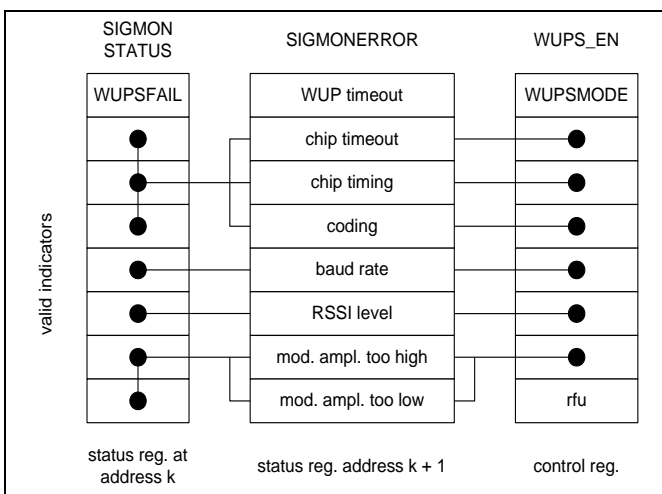 SIGMON
STATUS
SIGMONERROR
WUPS_EN
WUPSFAIL
WUP timeout
WUPSMODE
chip timeout
chip timing
coding
baud rate
RSSI level
mod. ampl. too high
mod. ampl. too low
rfu
valid indicators
status reg. at
address k
status reg. address k + 1
control reg.